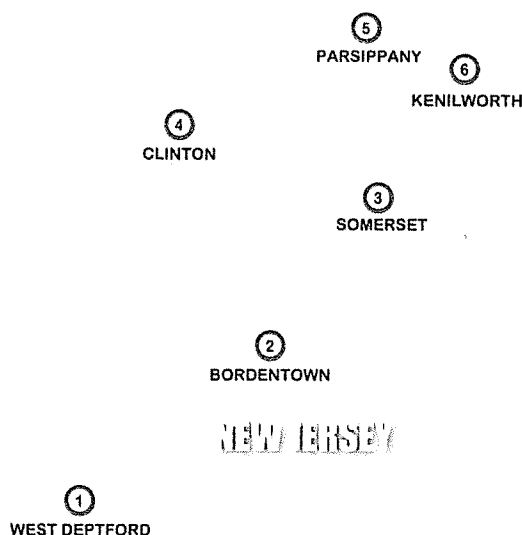 5
PARSIPPANY
6
KENILWORTH
4
CLINTON
3
SOMERSET
2
BORDENTOWN
NEW JERSEY
1
WEST DEPTFORD